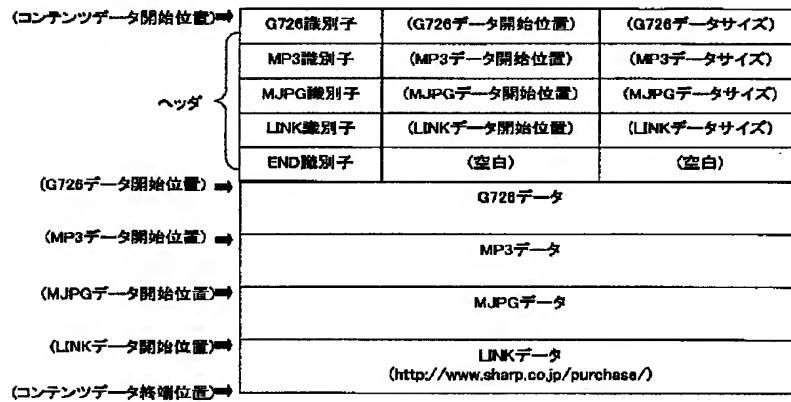 (コンテンツデータ開始位置)➡ G726識別子 (G726データ開始位置) (G726データサイズ)
MP3識別子 (MP3データ開始位置) (MP3データサイズ)
MJPG識別子 (MJPGデータ開始位置) (MJPGデータサイズ)
ヘッダ
LINK識別子 (LINKデータ開始位置) (LINKデータサイズ)
END識別子 (空白) (空白)
(G726データ開始位置)➡
G726データ
(MP3データ開始位置)➡
MP3データ
(MJPGデータ開始位置)➡
MJPGデータ
(LINKデータ開始位置)➡
LINKデータ
(http://www.sharp.co.jp/purchase/)
(コンテンツデータ終端位置)➡